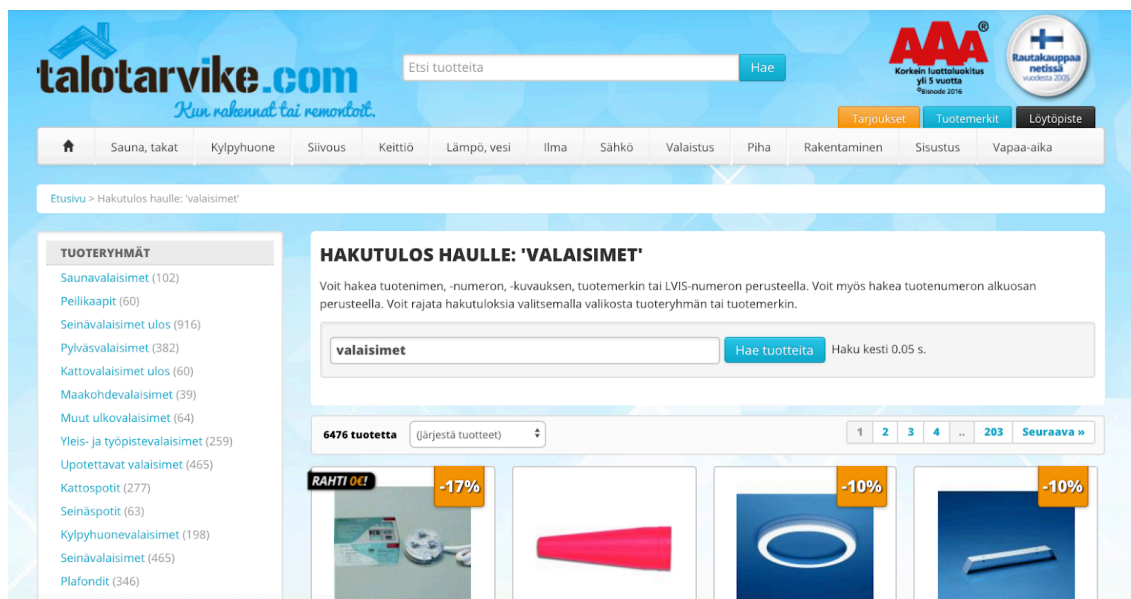 talotarvike.com
Kun rakennat tai remontoit.
Etsi tuotteita
Hae
AAA®
Korkein luottoluokitus
yli 5 vuotta
©Bisnode 2016
Rautakauppaa
netissä
vuodesta 2005
Tarjoukset
Tuotemerkit
Löytöpiste
Sauna, takat
Kylpyhuone
Siivous
Keittiö
Lämpö, vesi
Ilma
Sähkö
Valaistus
Piha
Rakentaminen
Sisustus
Vapaa-aika
Etusivu > Hakutulos haulle: 'valaisimet'
TUOTERYHMÄT
Saunavalaisimet (102)
Peilikaapit (60)
Seinävalaisimet ulos (916)
Pylväsvalaisimet (382)
Kattovalaisimet ulos (60)
Maakohdevalaisimet (39)
Muut ulkovalaisimet (64)
Yleis- ja työpistevalaisimet (259)
Upotettavat valaisimet (465)
Kattospotit (277)
Seinäspotit (63)
Kylpyhuonevalaisimet (198)
Seinävalaisimet (465)
Plafondit (346)
HAKUTULOS HAULLE: 'VALAISIMET'
Voit hakea tuotenimen, -numeron, -kuvauksen, tuotemerkin tai LVIS-numeron perusteella. Voit myös hakea tuotenumeron alkuosan
perusteella. Voit rajata hakutuloksia valitsemalla valikosta tuoteryhmän tai tuotemerkin.
valaisimet
Hae tuotteita
Haku kesti 0.05 s.
6476 tuotetta
(Järjestä tuotteet)
1 2 3 4 .. 203 Seuraava »
RAHTI 0€!
-17%
-10%
-10%